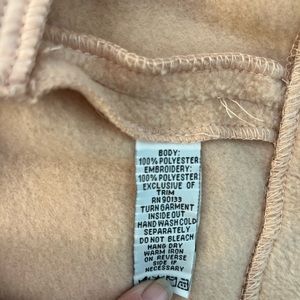 BODY:
100% POLYESTER
EMBROIDERY:
100% POLYESTER
EXCLUSIVE OF
TRIM
RN 90133
TURN GARMENT
INSIDE OUT
HAND WASH COLD
SEPARATELY
DO NOT BLEACH
HANG DRY
WARM IRON
ON REVERSE
SIDE IF
NECESSARY